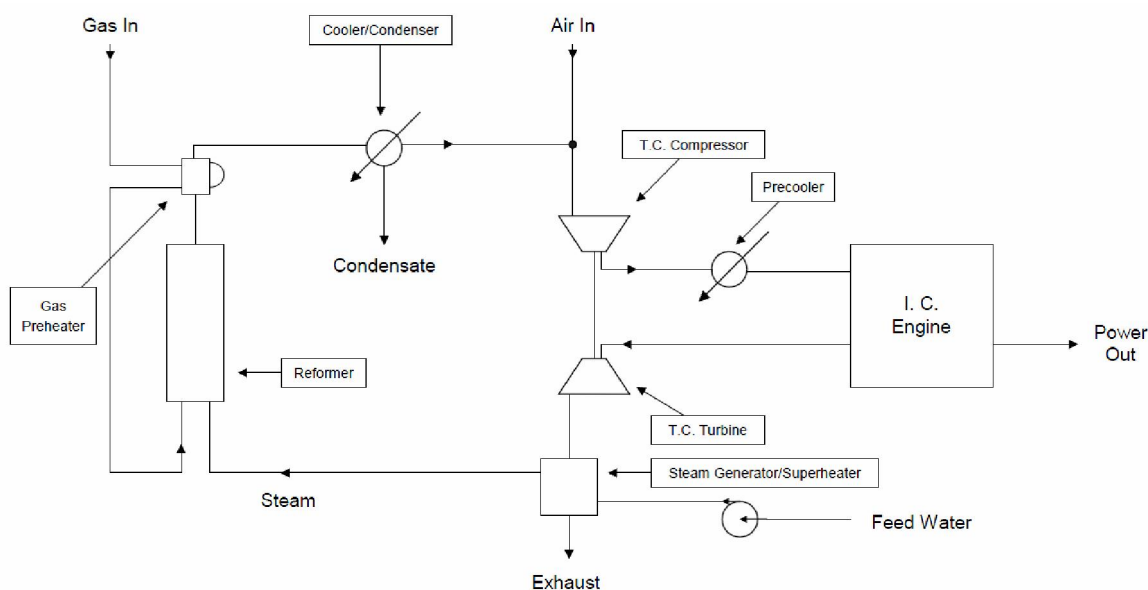 Gas In
Cooler/Condenser
Air In
T.C. Compressor
Precooler
Condensate
Gas
Preheater
I. C.
Engine
Power
Out
Reformer
T.C. Turbine
Steam Generator/Superheater
Steam
Feed Water
Exhaust